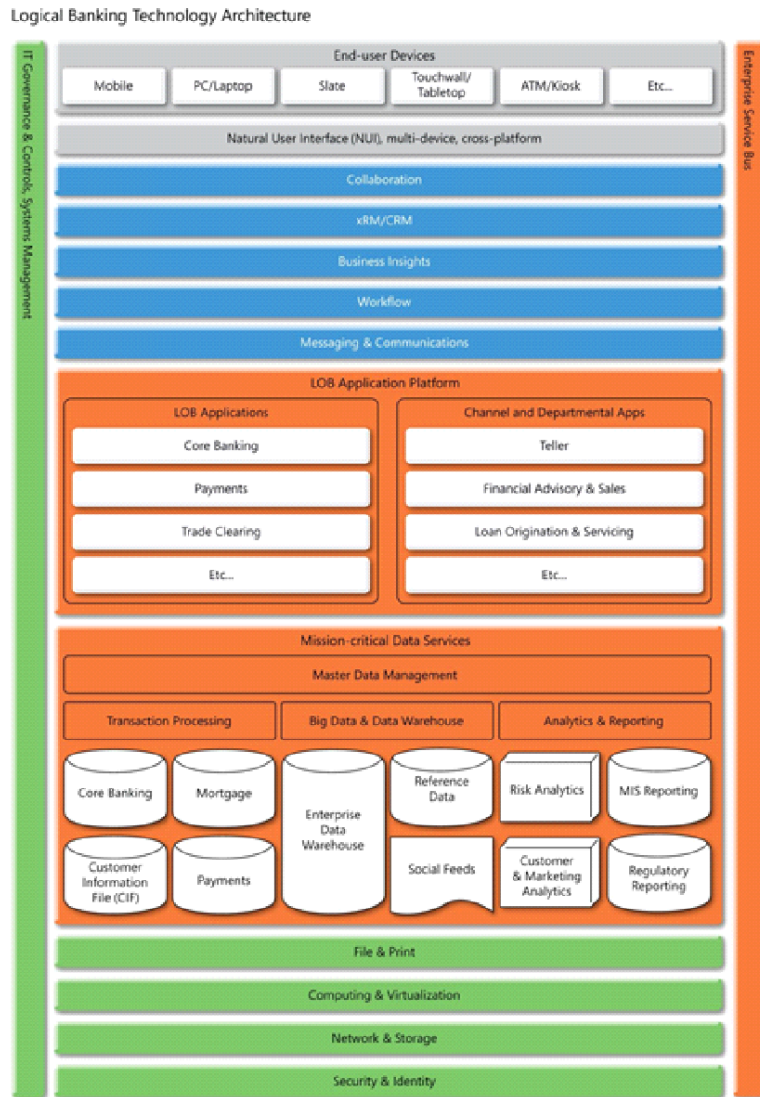 Logical Banking Technology Architecture
IT Governance & Controls, Systems Management
Enterprise Service Bus
End-user Devices
Mobile
PC/Laptop
Slate
Touchwall/
Tabletop
ATM/Kiosk
Etc...
Natural User Interface (NUI), multi-device, cross-platform
Collaboration
xRM/CRM
Business Insights
Workflow
Messaging & Communications
LOB Application Platform
LOB Applications
Core Banking
Payments
Trade Clearing
Etc...
Channel and Departmental Apps
Teller
Financial Advisory & Sales
Loan Origination & Servicing
Etc...
Mission-critical Data Services
Master Data Management
Transaction Processing
Big Data & Data Warehouse
Analytics & Reporting
Core Banking
Mortgage
Customer
Information
File (CIF)
Payments
Enterprise
Data
Warehouse
Reference
Data
Social Feeds
Risk Analytics
MIS Reporting
Customer
& Marketing
Analytics
Regulatory
Reporting
File & Print
Computing & Virtualization
Network & Storage
Security & Identity